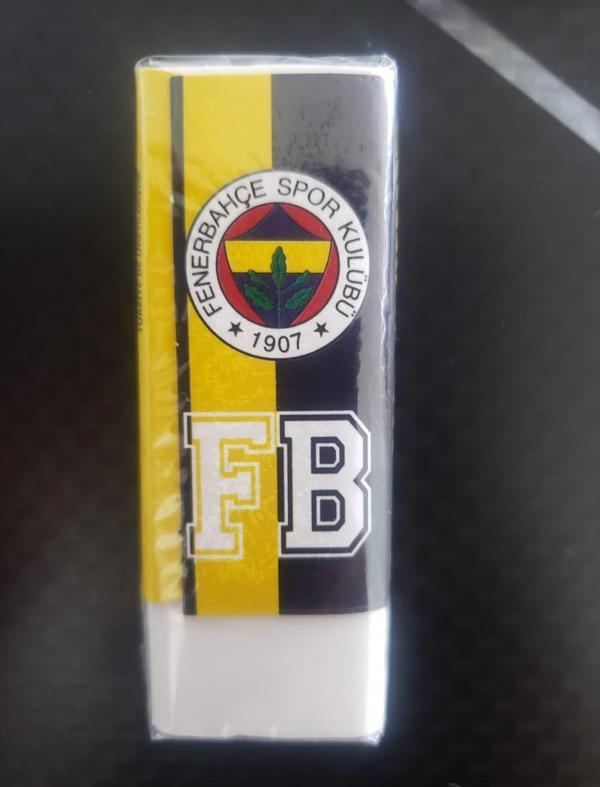 FENERBAHÇE SPOR KULÜBÜ
★ 1907 ★
FB